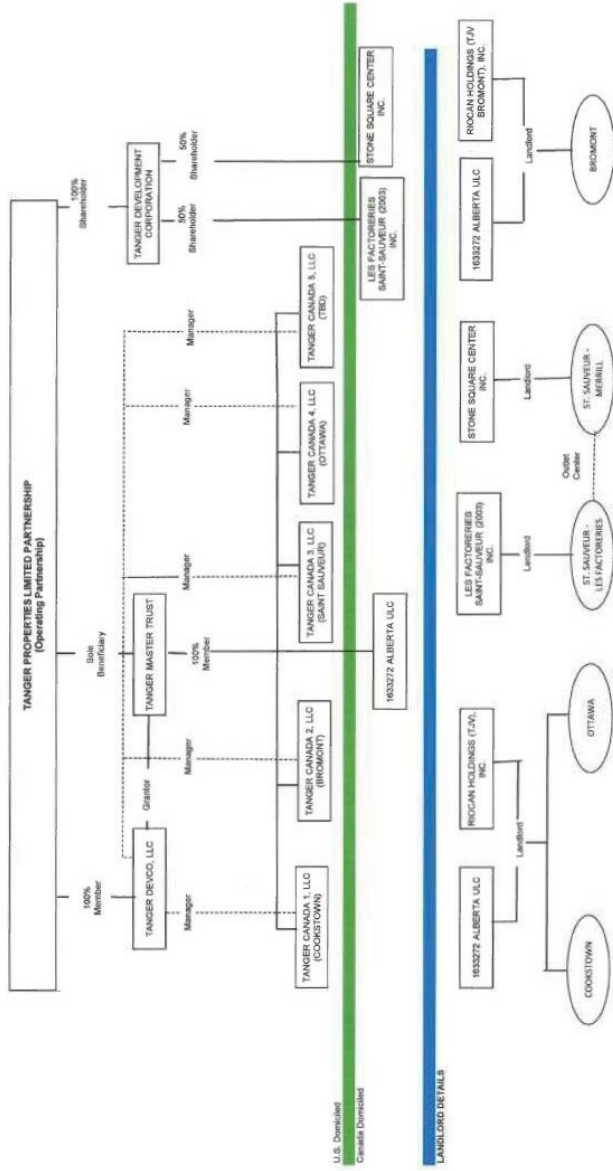 TANGER PROPERTIES LIMITED PARTNERSHIP
(Operating Partnership)
100%
Member
Sole
Beneficiary
100%
Shareholder
TANGER DEVCO, LLC
Grantor
TANGER MASTER TRUST
TANGER DEVELOPMENT
CORPORATION
Manager
Manager
100%
Member
Manager
Manager
Manager
50%
Shareholder
50%
Shareholder
TANGER CANADA 1, LLC
(COOKSTOWN)
TANGER CANADA 2, LLC
(BROMONT)
TANGER CANADA 3, LLC
(SAINT SAUVEUR)
TANGER CANADA 4, LLC
(OTTAWA)
TANGER CANADA 5, LLC
(TBD)
U.S. Domiciled
Canada Domiciled
1633272 ALBERTA ULC
LES FACTORERIES
SAINT-SAUVEUR (2003)
INC.
STONE SQUARE CENTER
INC.
LANDLORD DETAILS
1633272 ALBERTA ULC
RIOCAN HOLDINGS (TJV),
INC.
LES FACTORERIES
SAINT-SAUVEUR (2003)
INC.
STONE SQUARE CENTER
INC.
1633272 ALBERTA ULC
RIOCAN HOLDINGS (TJV
BROMONT), INC.
Landlord
Landlord
Landlord
Landlord
COOKSTOWN
OTTAWA
ST. SAUVEUR -
LES FACTORERIES
Outlet
Center
ST. SAUVEUR -
MERRILL
BROMONT